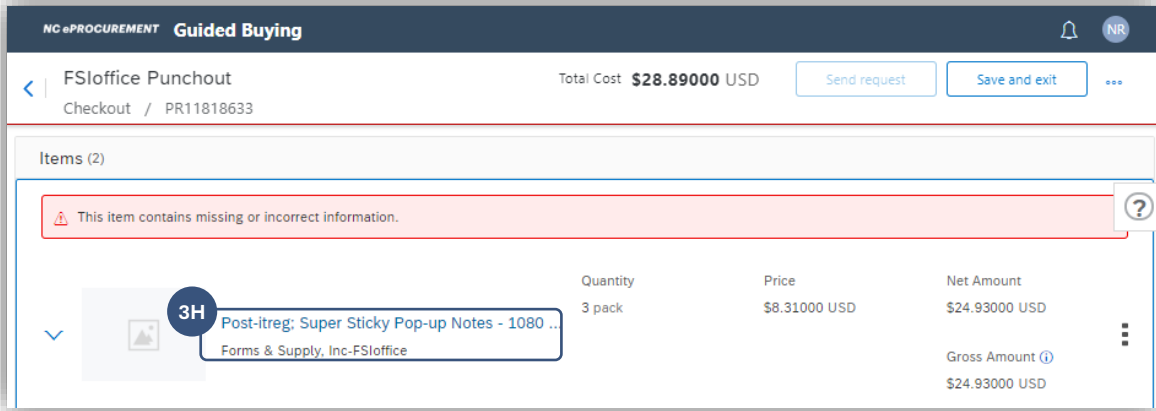 NC ePROCUREMENT Guided Buying NR
FSIoffice Punchout Total Cost $28.89000 USD Send request Save and exit
Checkout / PR11818633
Items (2)
This item contains missing or incorrect information.
?
Quantity Price Net Amount
3 pack $8.31000 USD $24.93000 USD
3H
Post-itreg; Super Sticky Pop-up Notes - 1080 ...
Forms & Supply, Inc-FSIoffice
Gross Amount
$24.93000 USD